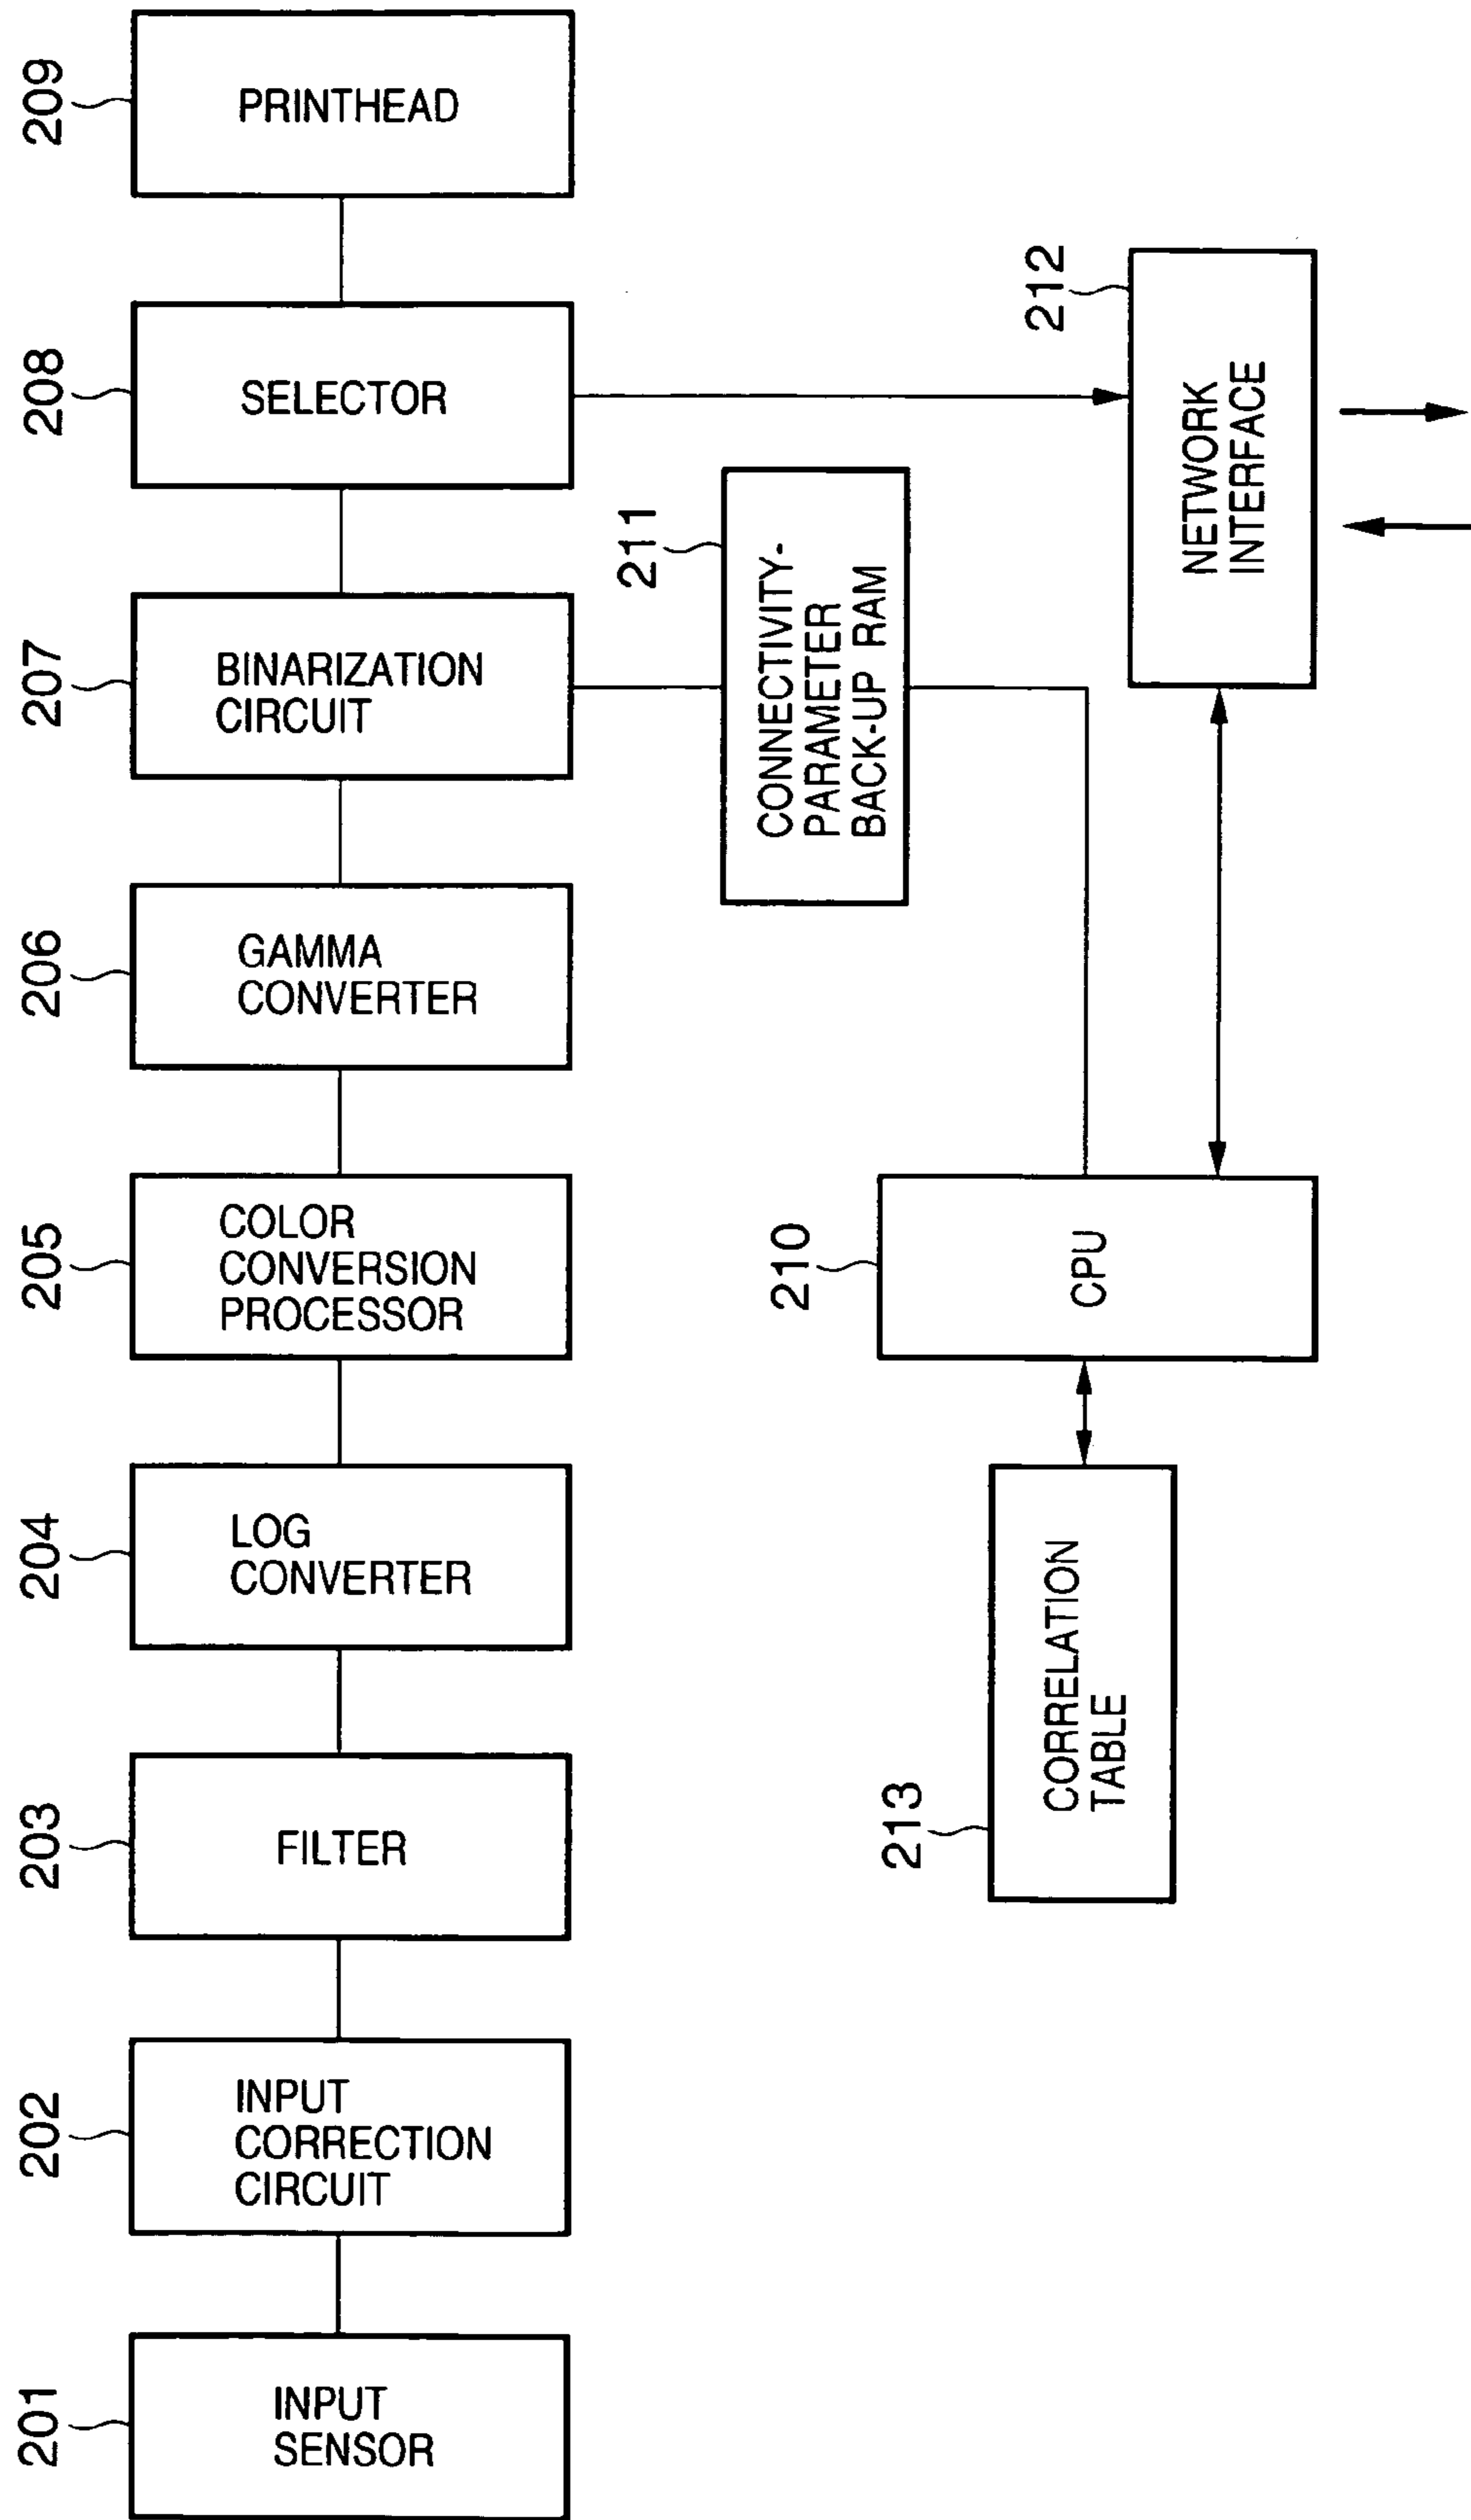 209
PRINTHEAD
208
SELECTOR
212
NETWORK
INTERFACE
207
BINARIZATION
CIRCUIT
211
CONNECTIVITY-
PARAMETER
BACK-UP RAM
206
GAMMA
CONVERTER
205
COLOR
CONVERSION
PROCESSOR
210
CPU
204
LOG
CONVERTER
213
CORRELATION
TABLE
203
FILTER
202
INPUT
CORRECTION
CIRCUIT
201
INPUT
SENSOR